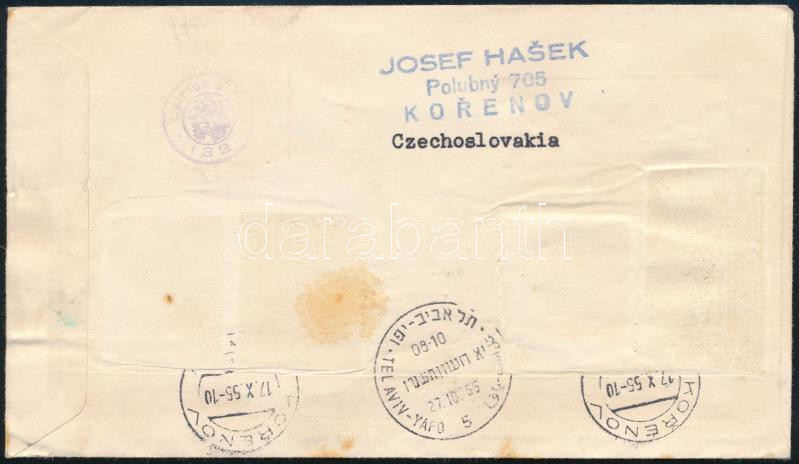 JOSEF HAŠEK
Polubný 705
KOŘENOV
Czechoslovakia
182
darabanth
תל אביב-יפו
08-10
27.10.55
TEL AVIV-YAFO
5
17.X.55-10
KOŘENOV
17.X.55-10
KOŘENOV